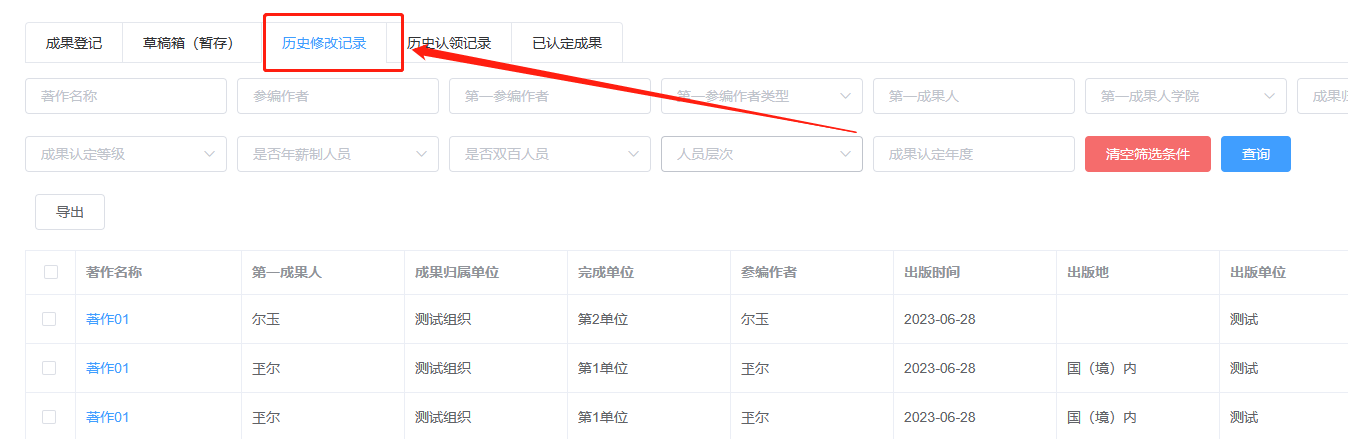 成果登记 草稿箱（暂存） 历史修改记录 历史认领记录 已认定成果
著作名称 参编作者 第一参编作者 第一参编作者类型 第一成果人 第一成果人学院
成果认定等级 是否年薪制人员 是否双百人员 人员层次 成果认定年度 清空筛选条件 查询
导出
著作名称 第一成果人 成果归属单位 完成单位 参编作者 出版时间 出版地 出版单位
著作01 尔玉 测试组织 第2单位 尔玉 2023-06-28 测试
著作01 玊尔 测试组织 第1单位 玊尔 2023-06-28 国（境）内 测试
著作01 玊尔 测试组织 第1单位 玊尔 2023-06-28 国（境）内 测试